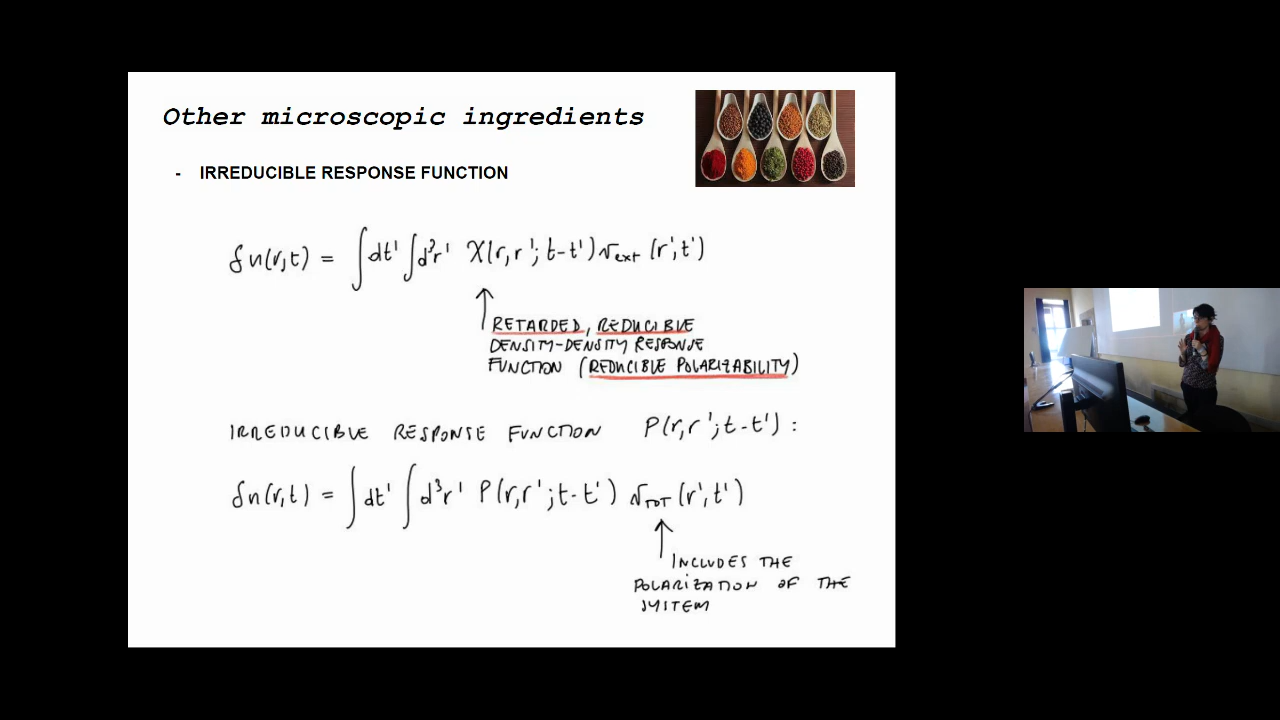 Other microscopic ingredients
- IRREDUCIBLE RESPONSE FUNCTION
δn(r,t) = ∫dt' ∫d³r' χ(r,r';t-t') v_ext (r',t')
RETARDED, REDUCIBLE
DENSITY-DENSITY RESPONSE
FUNCTION (REDUCIBLE POLARIZABILITY)
IRREDUCIBLE RESPONSE FUNCTION P(r,r';t-t') :
δn(r,t) = ∫dt' ∫d³r' P(r,r';t-t') v_TOT (r',t')
INCLUDES THE
POLARIZATION OF THE
SYSTEM